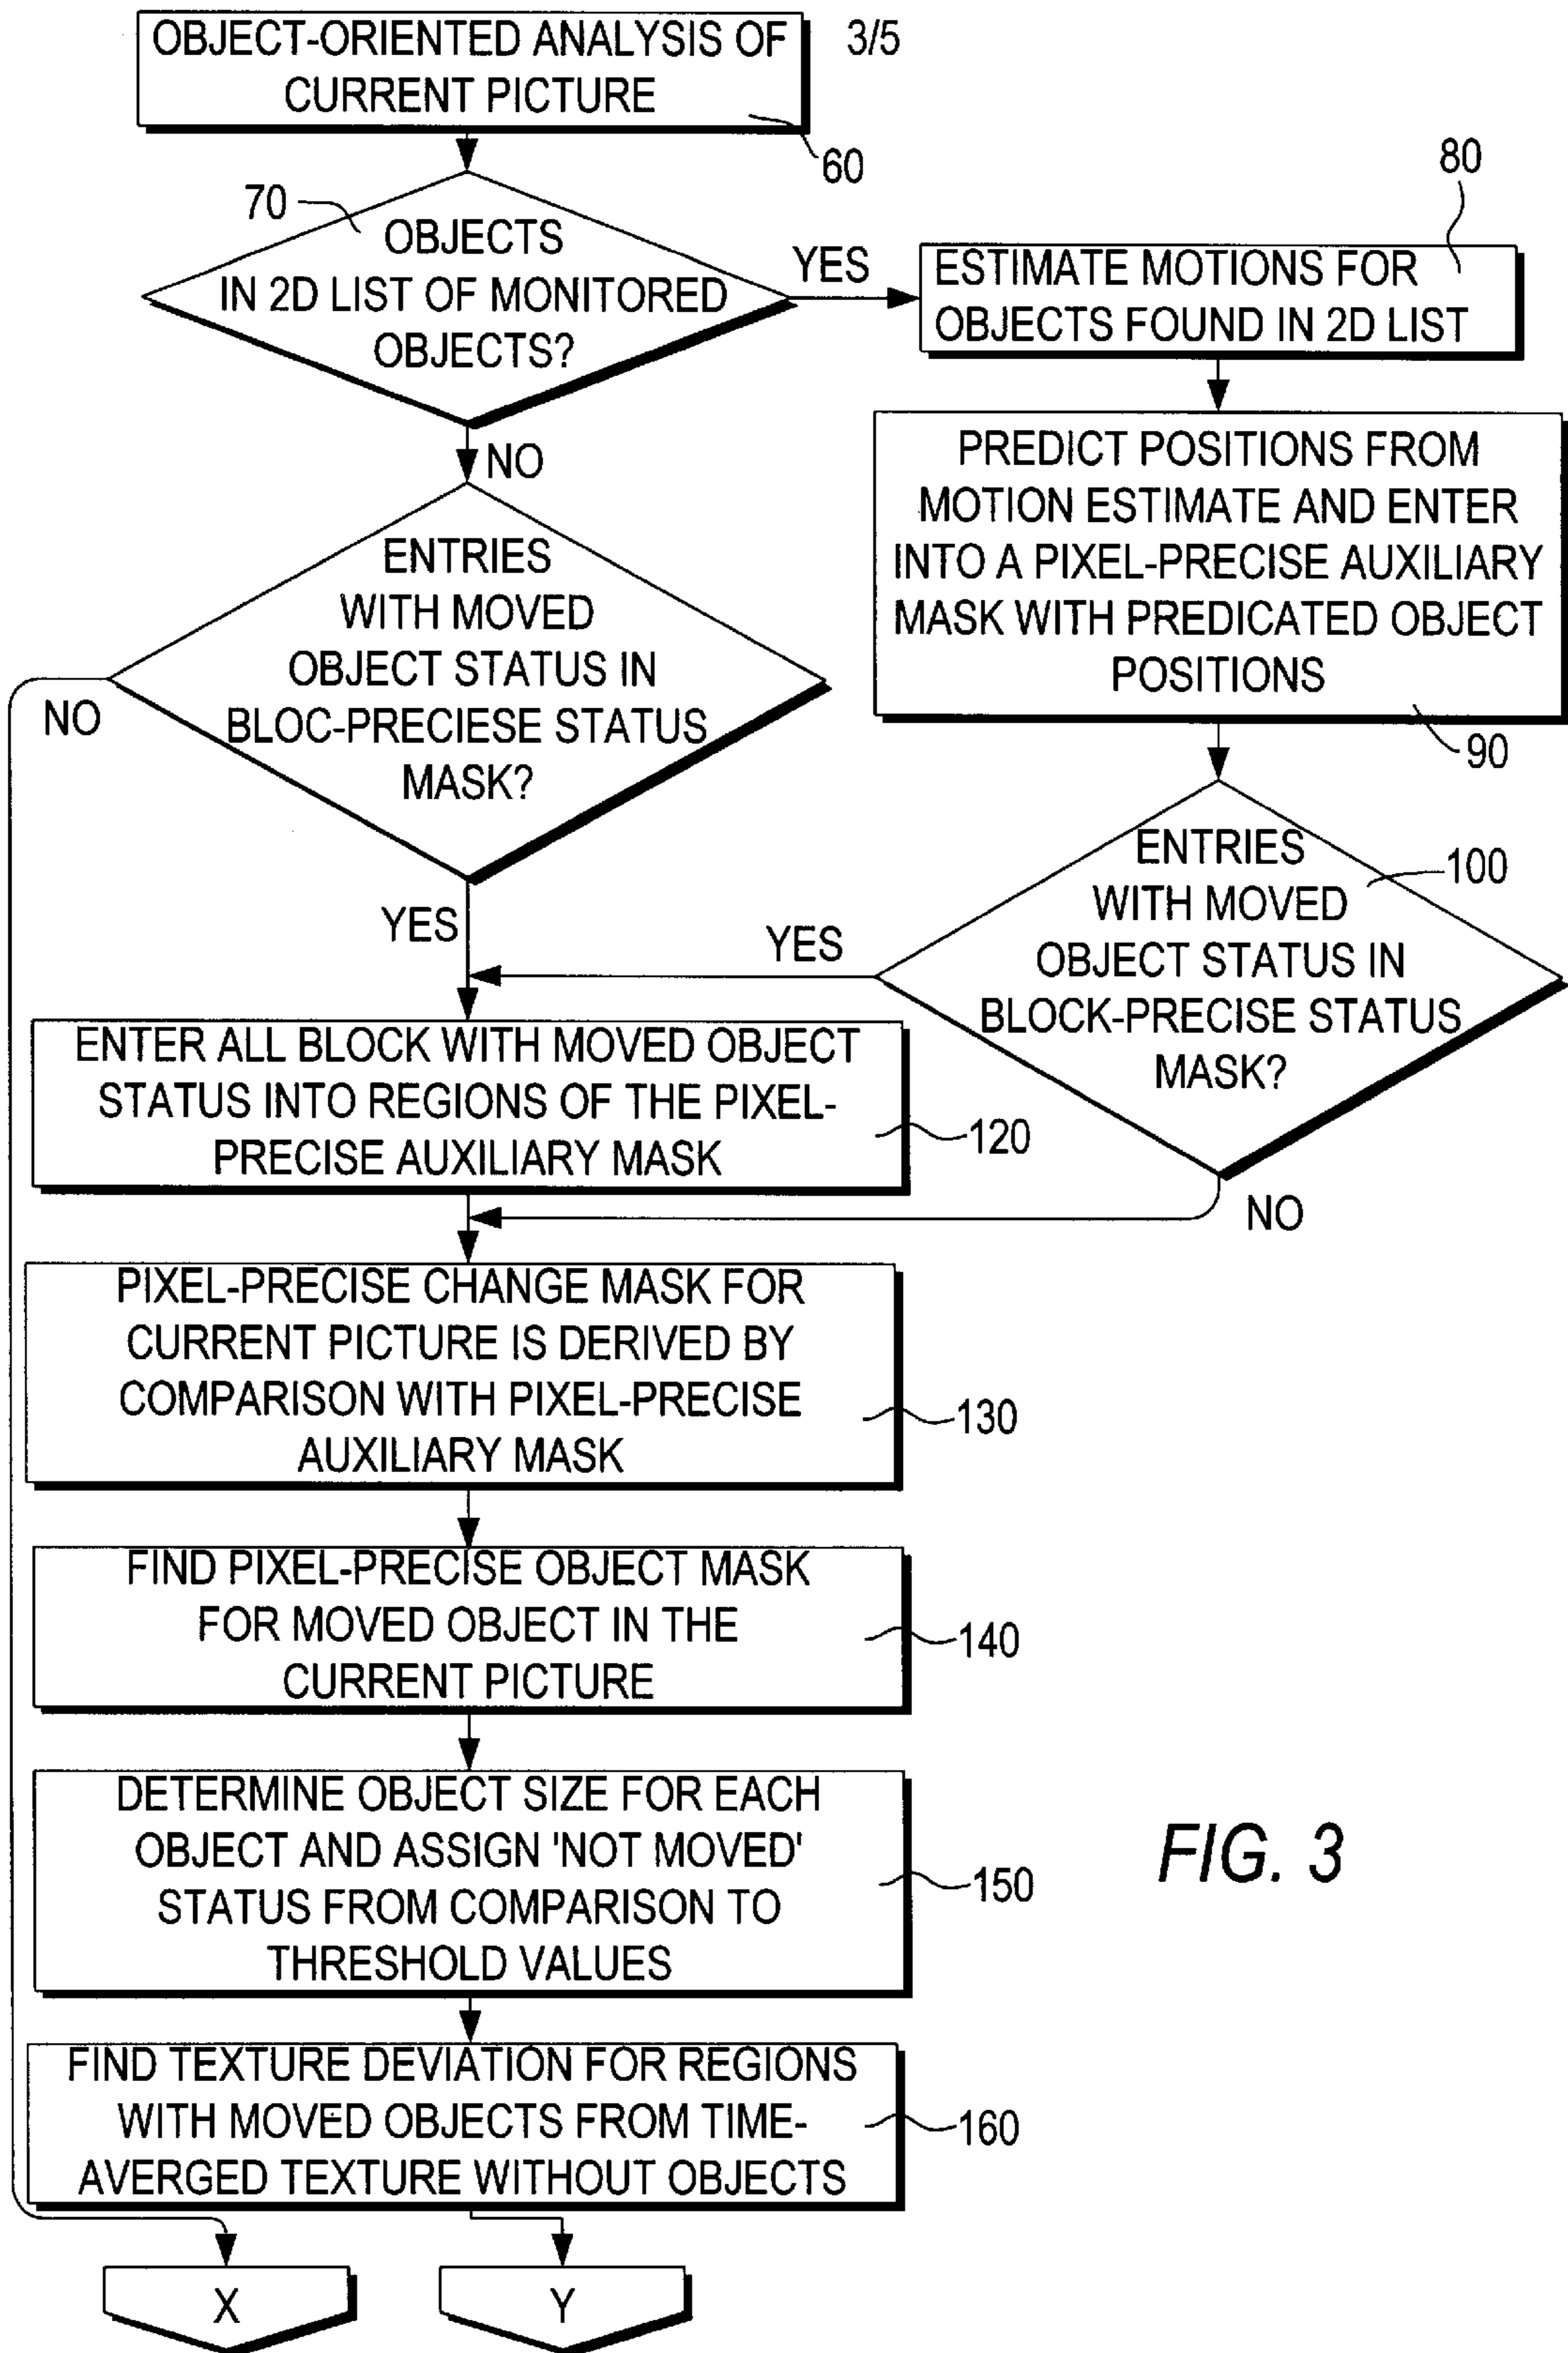 OBJECT-ORIENTED ANALYSIS OF
CURRENT PICTURE
3/5
60
70
OBJECTS
IN 2D LIST OF MONITORED
OBJECTS?
YES
80
ESTIMATE MOTIONS FOR
OBJECTS FOUND IN 2D LIST
NO
PREDICT POSITIONS FROM
MOTION ESTIMATE AND ENTER
INTO A PIXEL-PRECISE AUXILIARY
MASK WITH PREDICATED OBJECT
POSITIONS
90
ENTRIES
WITH MOVED
OBJECT STATUS IN
BLOC-PRECIESE STATUS
MASK?
NO
YES
ENTRIES
WITH MOVED
OBJECT STATUS IN
BLOCK-PRECISE STATUS
MASK?
100
YES
NO
ENTER ALL BLOCK WITH MOVED OBJECT
STATUS INTO REGIONS OF THE PIXEL-
PRECISE AUXILIARY MASK
120
PIXEL-PRECISE CHANGE MASK FOR
CURRENT PICTURE IS DERIVED BY
COMPARISON WITH PIXEL-PRECISE
AUXILIARY MASK
130
FIND PIXEL-PRECISE OBJECT MASK
FOR MOVED OBJECT IN THE
CURRENT PICTURE
140
DETERMINE OBJECT SIZE FOR EACH
OBJECT AND ASSIGN 'NOT MOVED'
STATUS FROM COMPARISON TO
THRESHOLD VALUES
150
FIG. 3
FIND TEXTURE DEVIATION FOR REGIONS
WITH MOVED OBJECTS FROM TIME-
AVERGED TEXTURE WITHOUT OBJECTS
160
X
Y